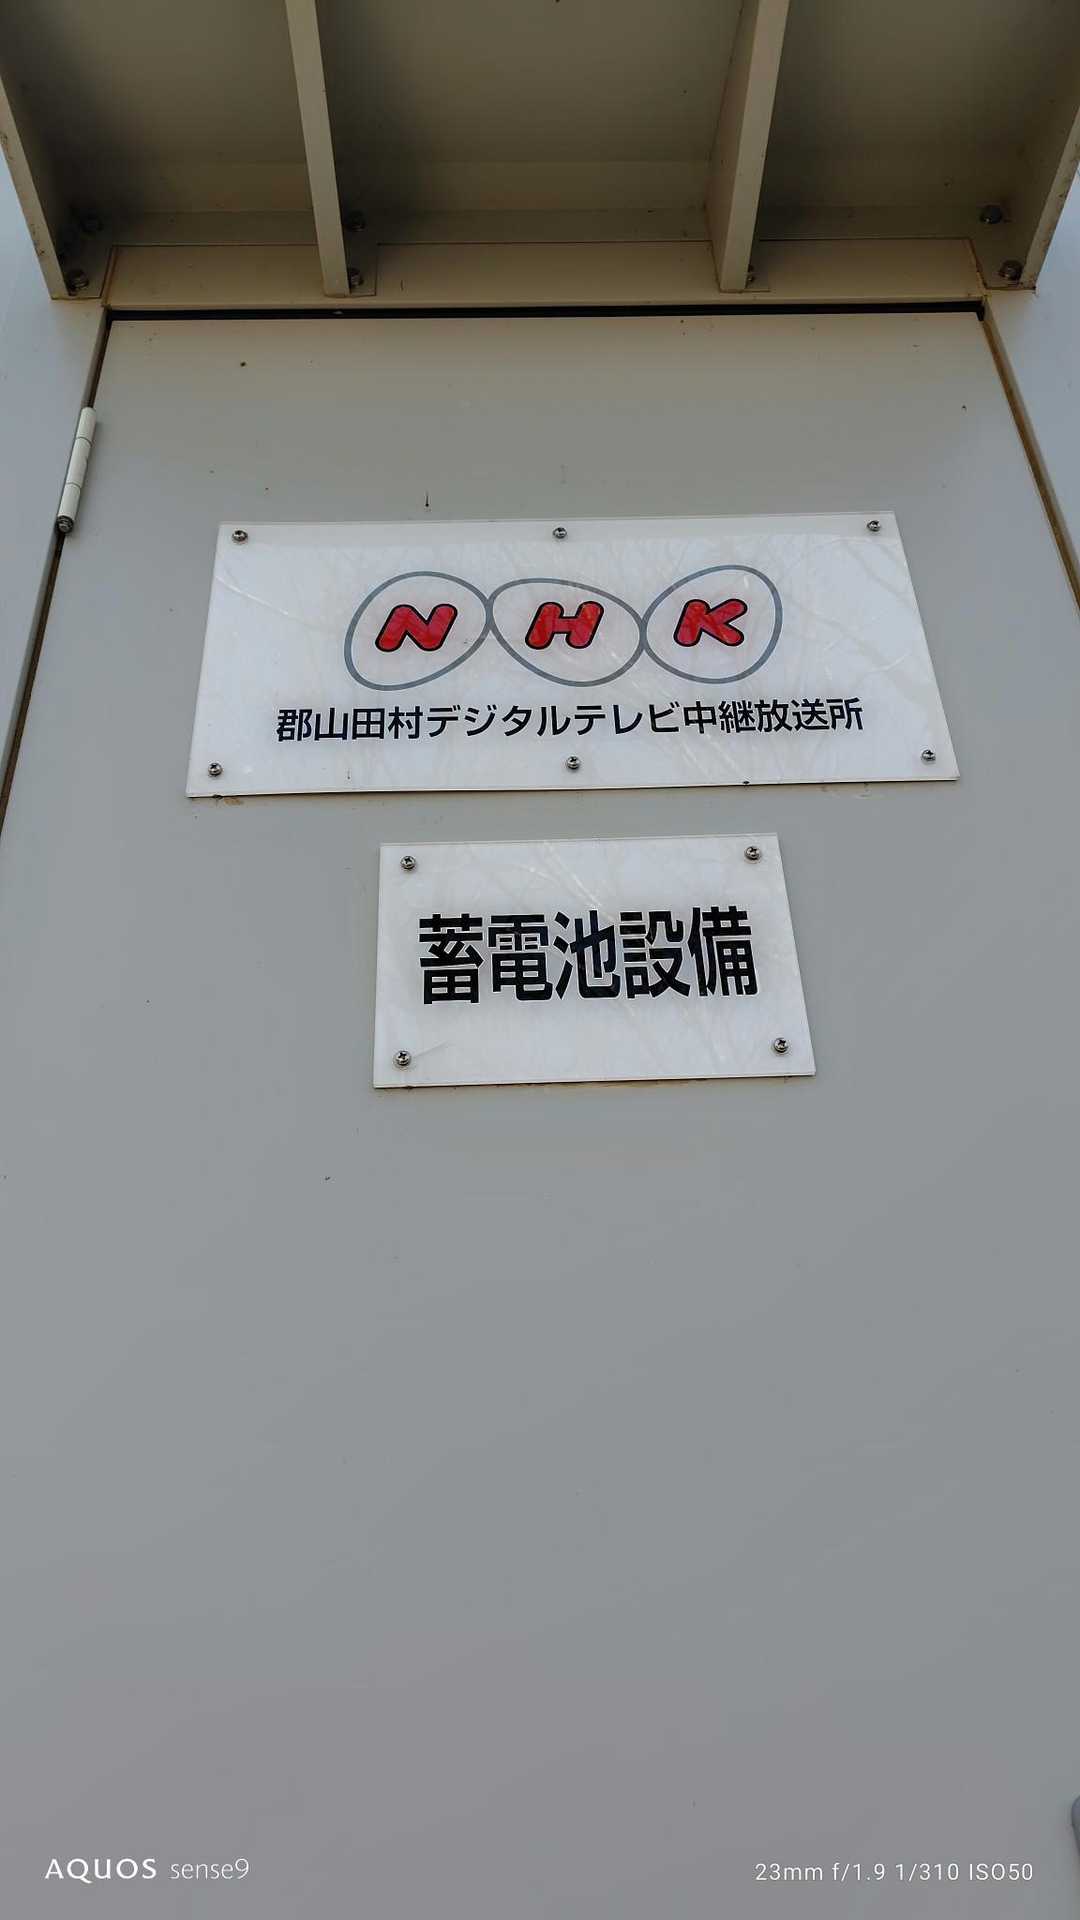 NHK
郡山田村デジタルテレビ中継放送所
蓄電池設備
AQUOS sense9
23mm f/1.9 1/310 ISO50